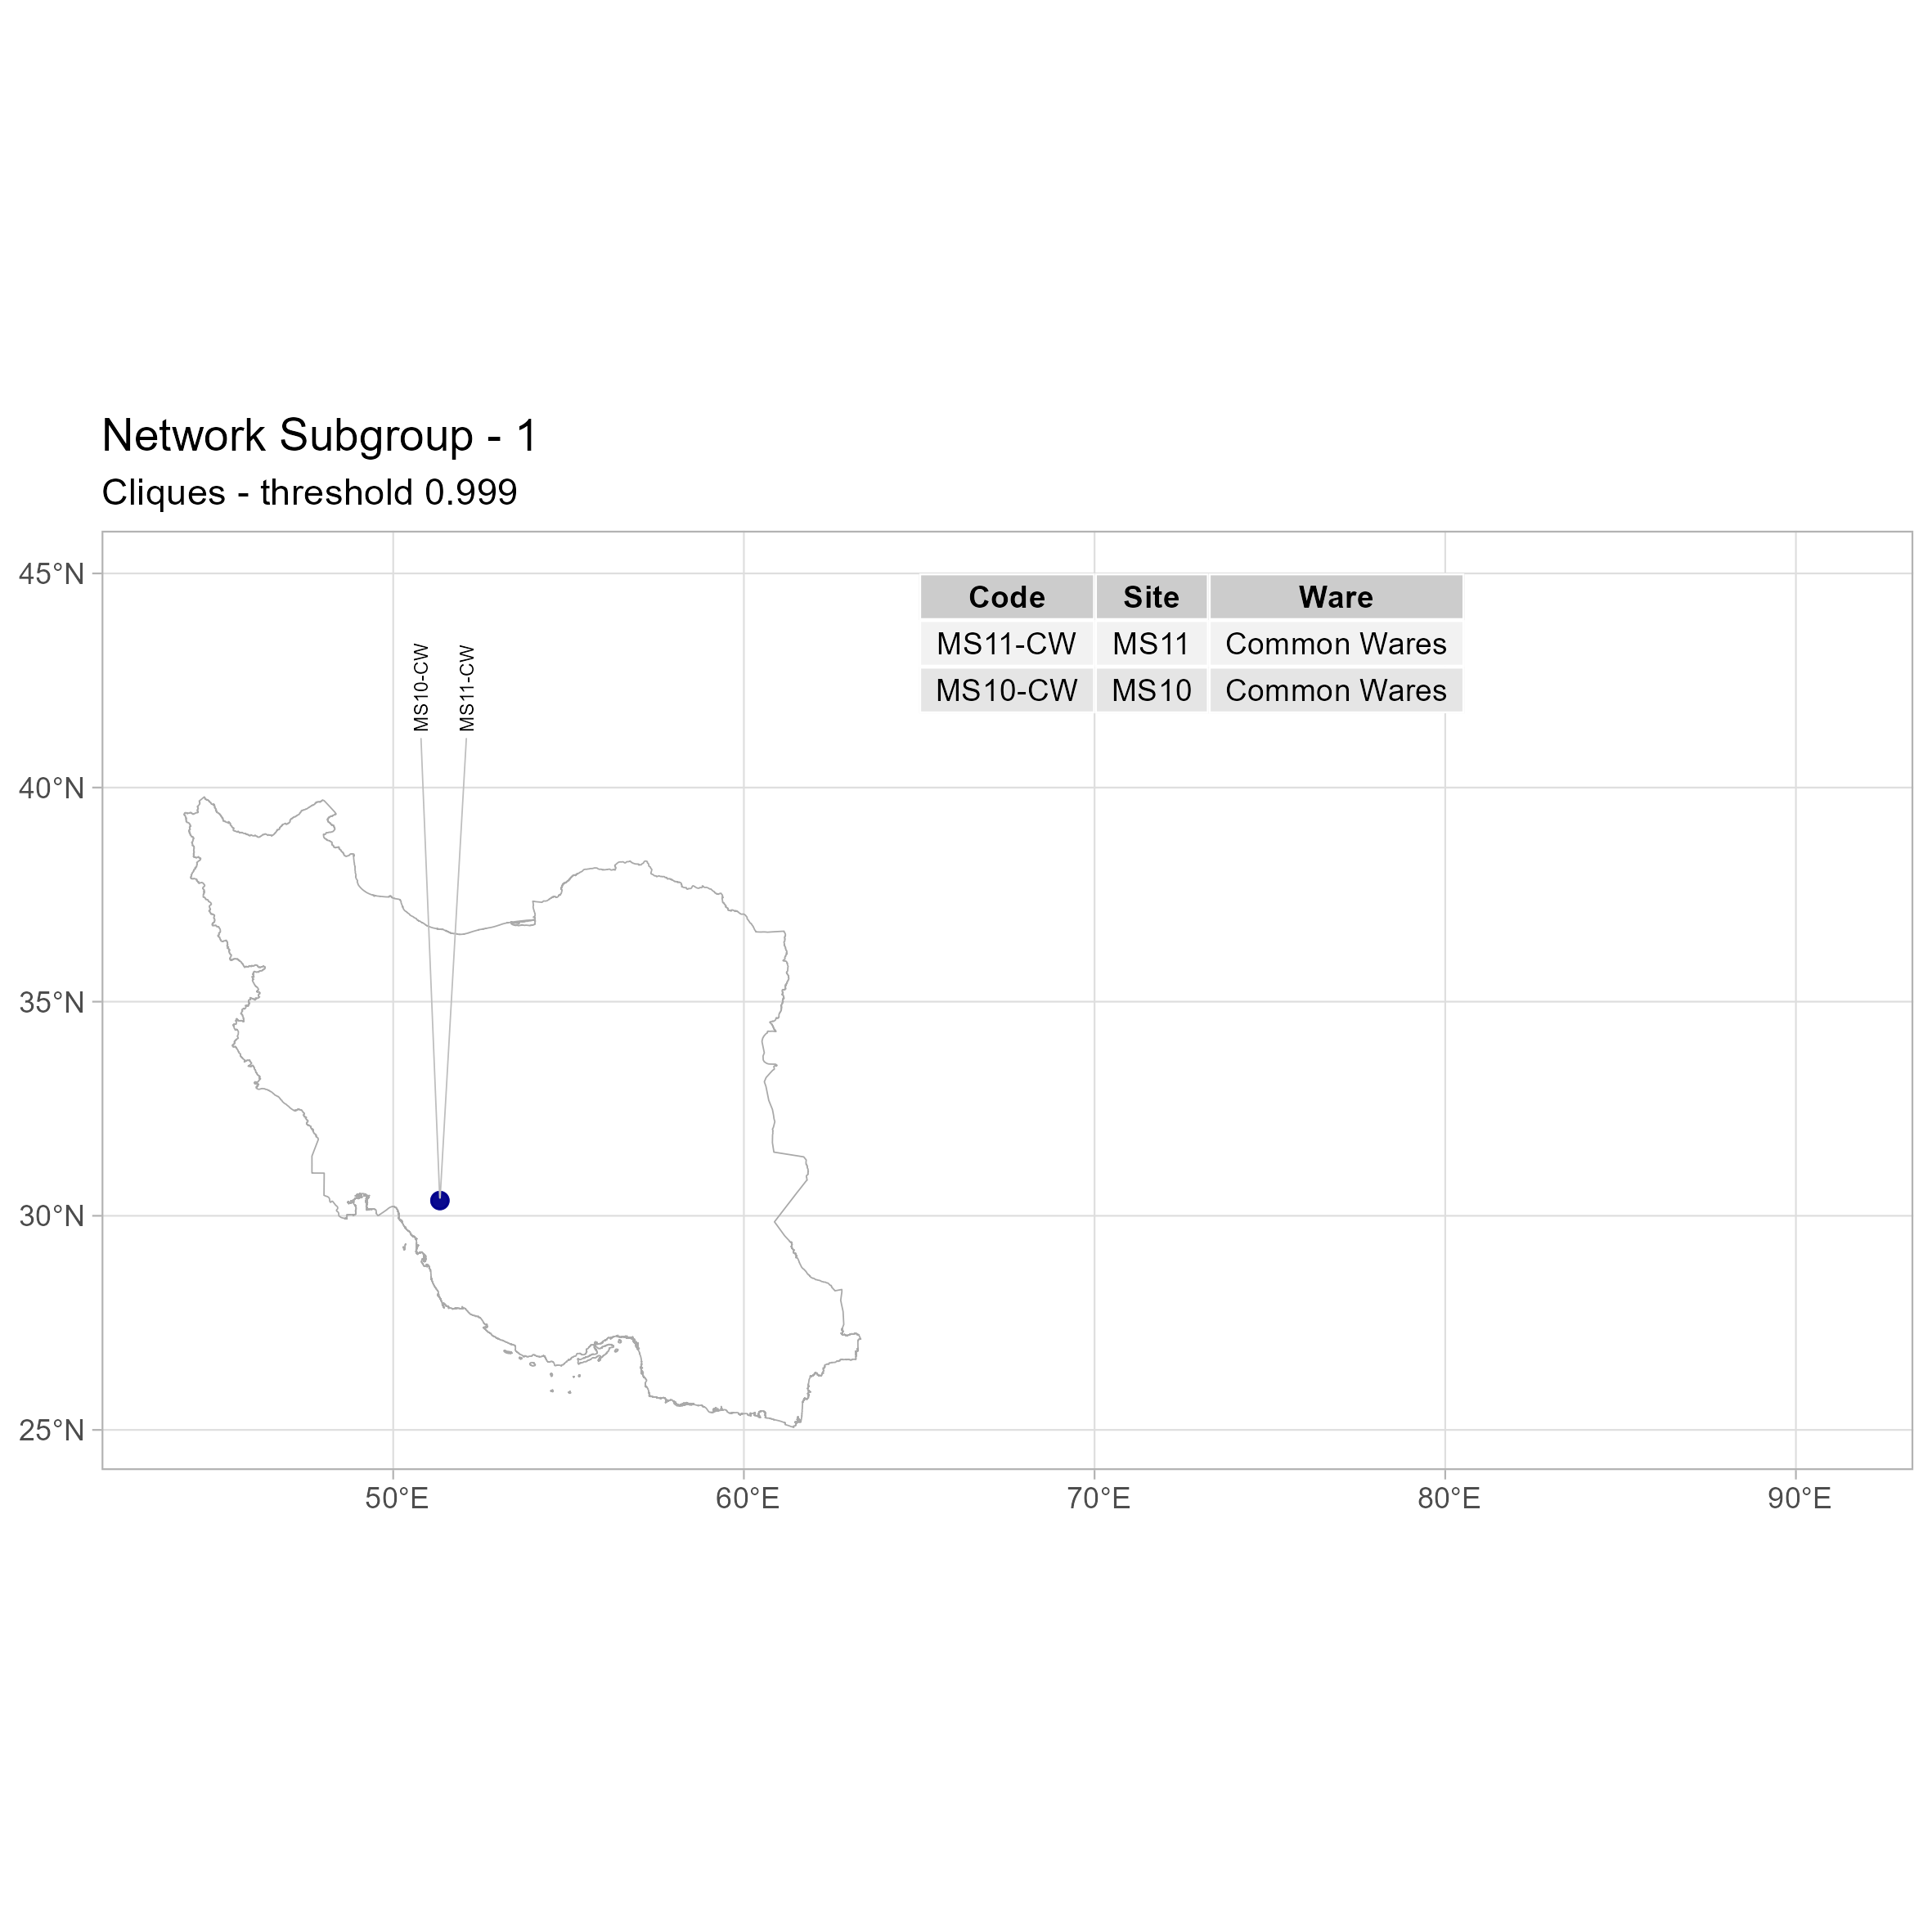 Network Subgroup - 1
Cliques - threshold 0.999
45°N
40°N
35°N
30°N
25°N
MS10-CW
MS11-CW
Code Site Ware
MS11-CW MS11 Common Wares
MS10-CW MS10 Common Wares
50°E 60°E 70°E 80°E 90°E